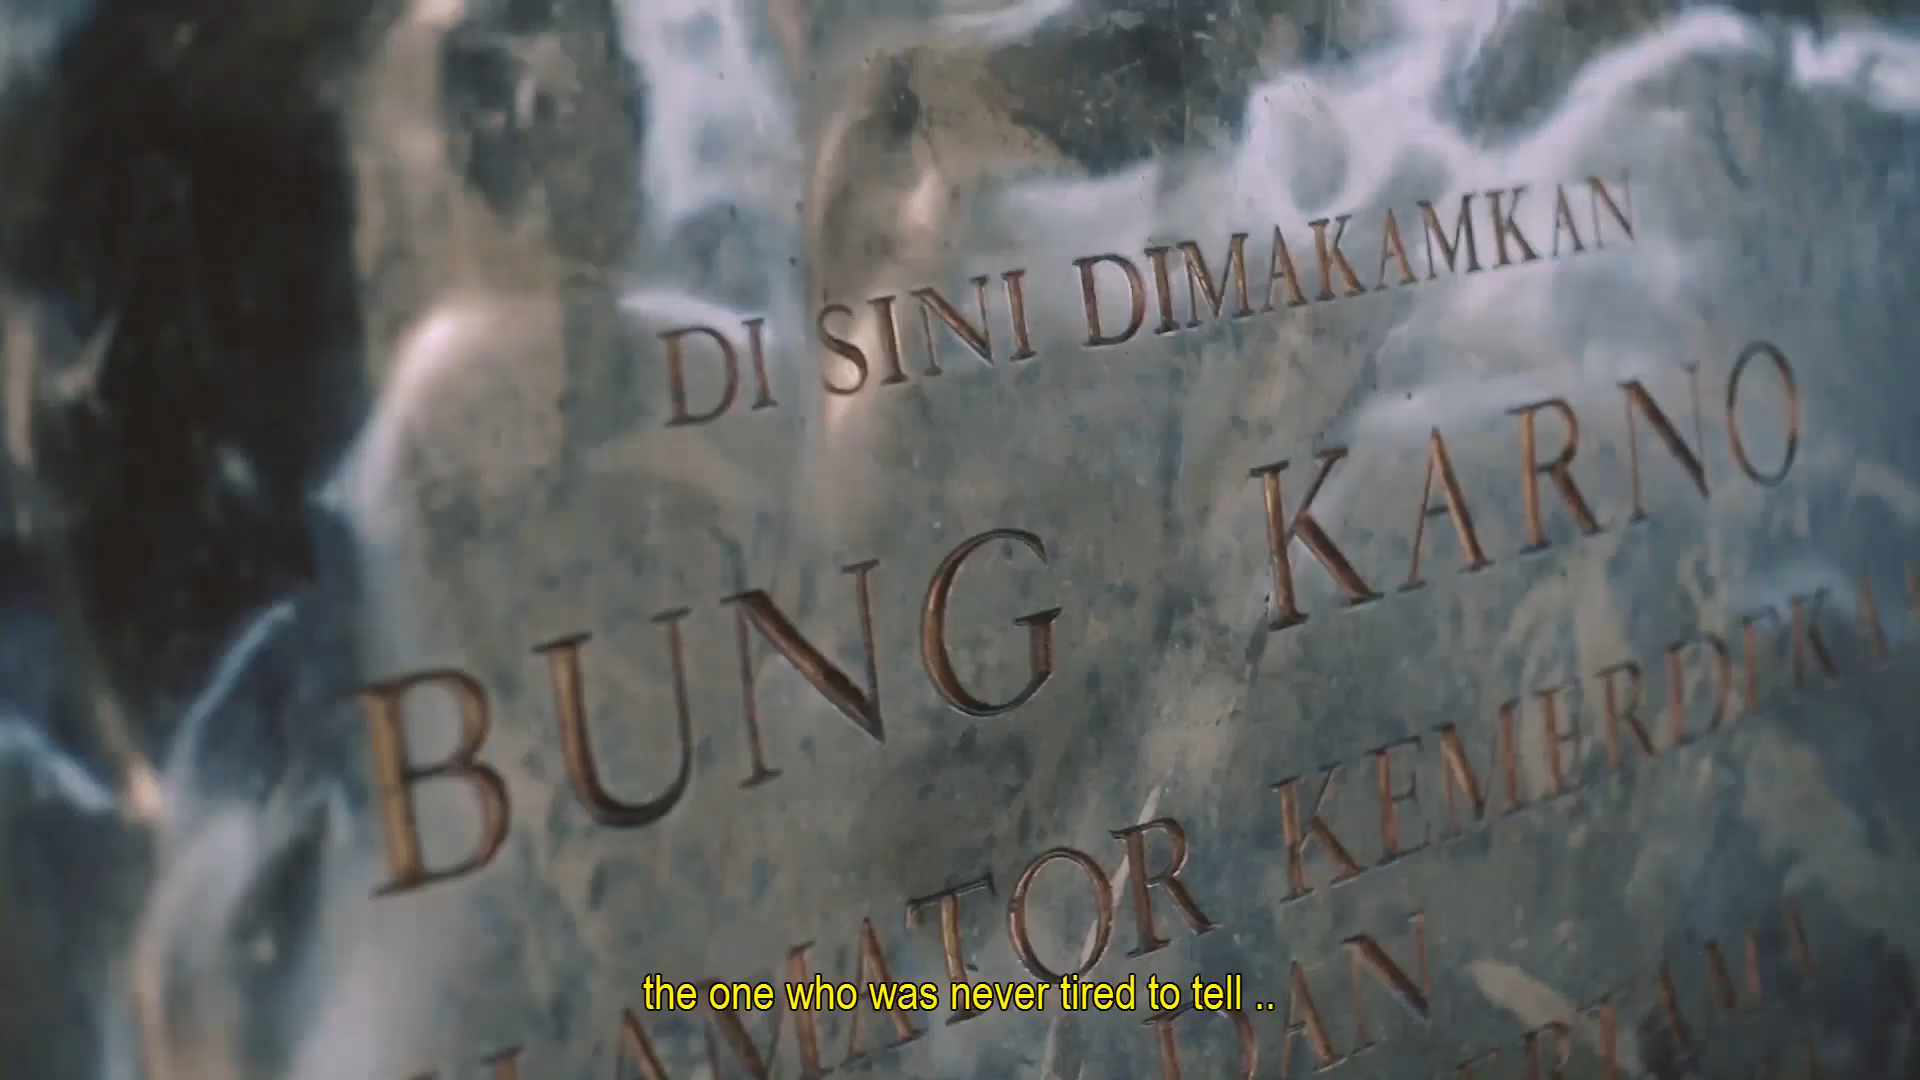 DI SINI DIMAKAMKAN
BUNG KARNO
KEMERDEKA
DAN
the one who was never tired to tell ..